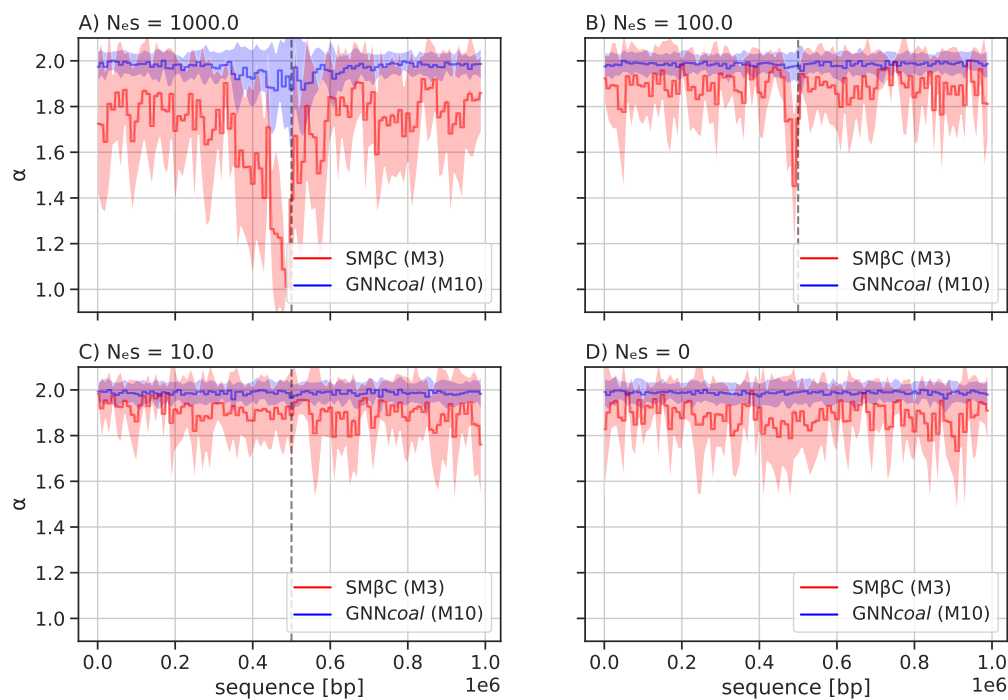 A) Nₑs = 1000.0
B) Nₑs = 100.0
2.0
1.8
1.6
1.4
1.2
1.0
α
SMβC (M3)
GNNcoal (M10)
SMβC (M3)
GNNcoal (M10)
C) Nₑs = 10.0
D) Nₑs = 0
2.0
1.8
1.6
1.4
1.2
1.0
α
SMβC (M3)
GNNcoal (M10)
SMβC (M3)
GNNcoal (M10)
0.0 0.2 0.4 0.6 0.8 1.0
sequence [bp] 1e6
0.0 0.2 0.4 0.6 0.8 1.0
sequence [bp] 1e6